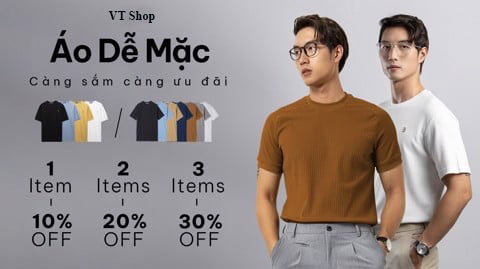 VT Shop
Áo Dễ Mặc
Càng sắm càng ưu đãi
1 Item 10% OFF
2 Items 20% OFF
3 Items 30% OFF